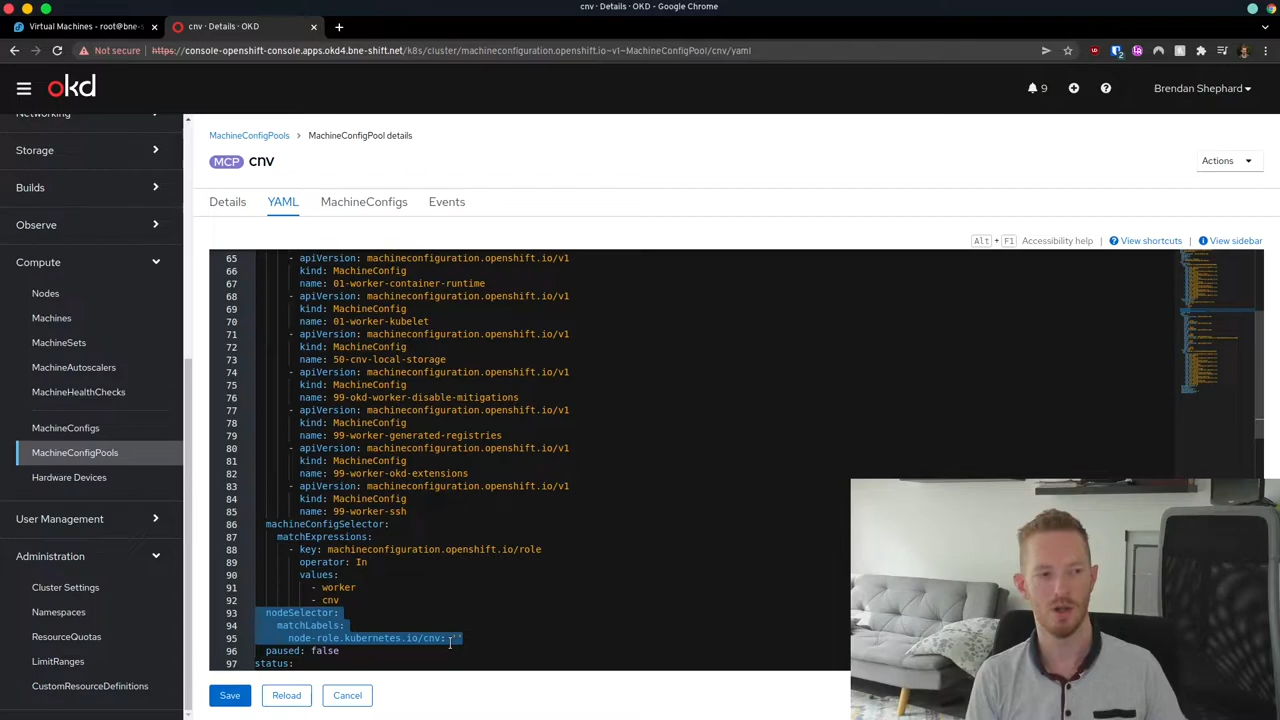 cnv · Details · OKD - Google Chrome
Virtual Machines - root@bne-s
cnv · Details · OKD
Not secure
https://console-openshift-console.apps.okd4.bne-shift.net/k8s/cluster/machineconfiguration.openshift.io~v1~MachineConfigPool/cnv/yaml
okd
9
Brendan Shephard
Networking
Storage
Builds
Observe
Compute
Nodes
Machines
MachineSets
MachineAutoscalers
MachineHealthChecks
MachineConfigs
MachineConfigPools
Hardware Devices
User Management
Administration
Cluster Settings
Namespaces
ResourceQuotas
LimitRanges
CustomResourceDefinitions
MachineConfigPools > MachineConfigPool details
MCP cnv
Actions
Details YAML MachineConfigs Events
Alt + F1 Accessibility help | View shortcuts | View sidebar
65 - apiVersion: machineconfiguration.openshift.io/v1
66 kind: MachineConfig
67 name: 01-worker-container-runtime
68 - apiVersion: machineconfiguration.openshift.io/v1
69 kind: MachineConfig
70 name: 01-worker-kubelet
71 - apiVersion: machineconfiguration.openshift.io/v1
72 kind: MachineConfig
73 name: 50-cnv-local-storage
74 - apiVersion: machineconfiguration.openshift.io/v1
75 kind: MachineConfig
76 name: 99-okd-worker-disable-mitigations
77 - apiVersion: machineconfiguration.openshift.io/v1
78 kind: MachineConfig
79 name: 99-worker-generated-registries
80 - apiVersion: machineconfiguration.openshift.io/v1
81 kind: MachineConfig
82 name: 99-worker-okd-extensions
83 - apiVersion: machineconfiguration.openshift.io/v1
84 kind: MachineConfig
85 name: 99-worker-ssh
86 machineConfigSelector:
87 matchExpressions:
88 - key: machineconfiguration.openshift.io/role
89 operator: In
90 values:
91 - worker
92 - cnv
93 nodeSelector:
94 matchLabels:
95 node-role.kubernetes.io/cnv: ''
96 paused: false
97 status:
Save Reload Cancel